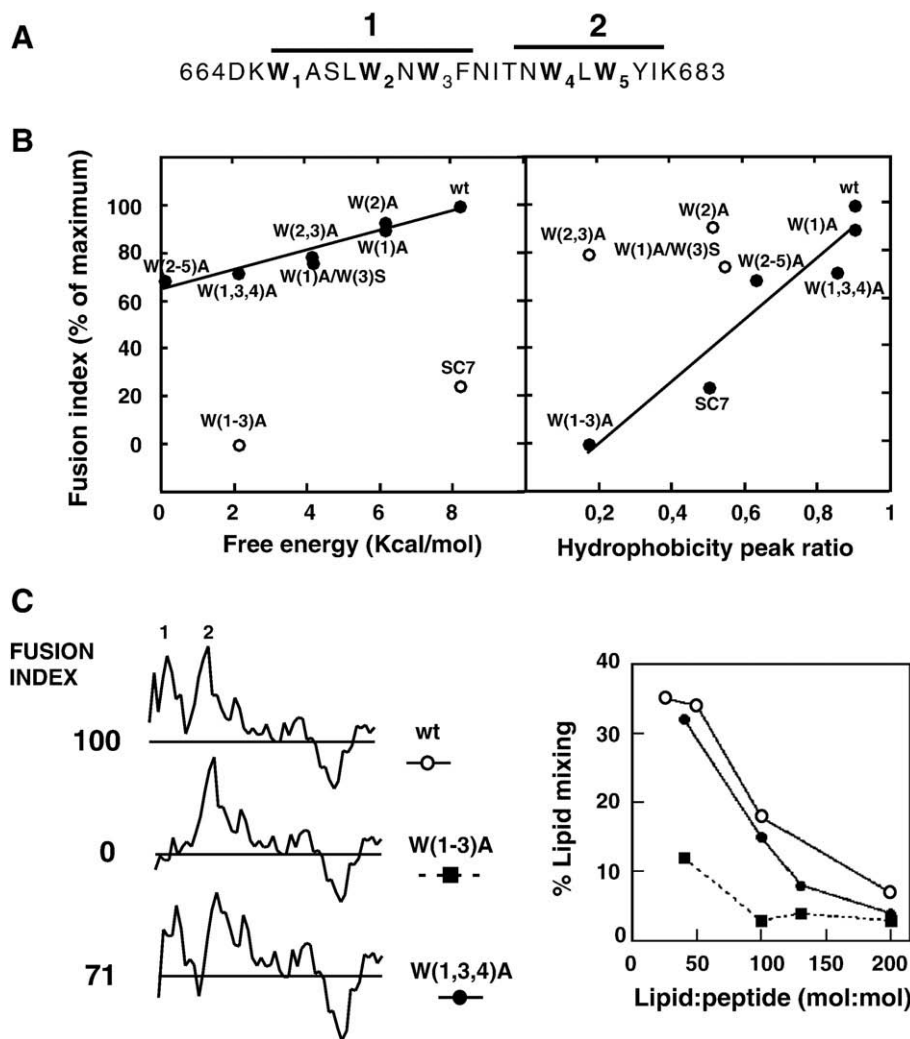 A
1 2
664DKW1ASLW2NW3FNITNW4LW5YIK683
B
Fusion index (% of maximum)
100
80
60
40
20
0
wt
W(2)A
W(2,3)A
W(1)A
W(2-5)A
W(1,3,4)A
W(1)A/W(3)S
SC7
W(1-3)A
0 2 4 6 8
Free energy (Kcal/mol)
wt
W(2)A
W(1)A
W(2,3)A
W(1)A/W(3)S
W(2-5)A
W(1,3,4)A
W(1-3)A
SC7
0,2 0,4 0,6 0,8 1
Hydrophobicity peak ratio
C
FUSION
INDEX
1 2
100
wt
0
W(1-3)A
71
W(1,3,4)A
% Lipid mixing
40
30
20
10
0
0 50 100 150 200
Lipid:peptide (mol:mol)